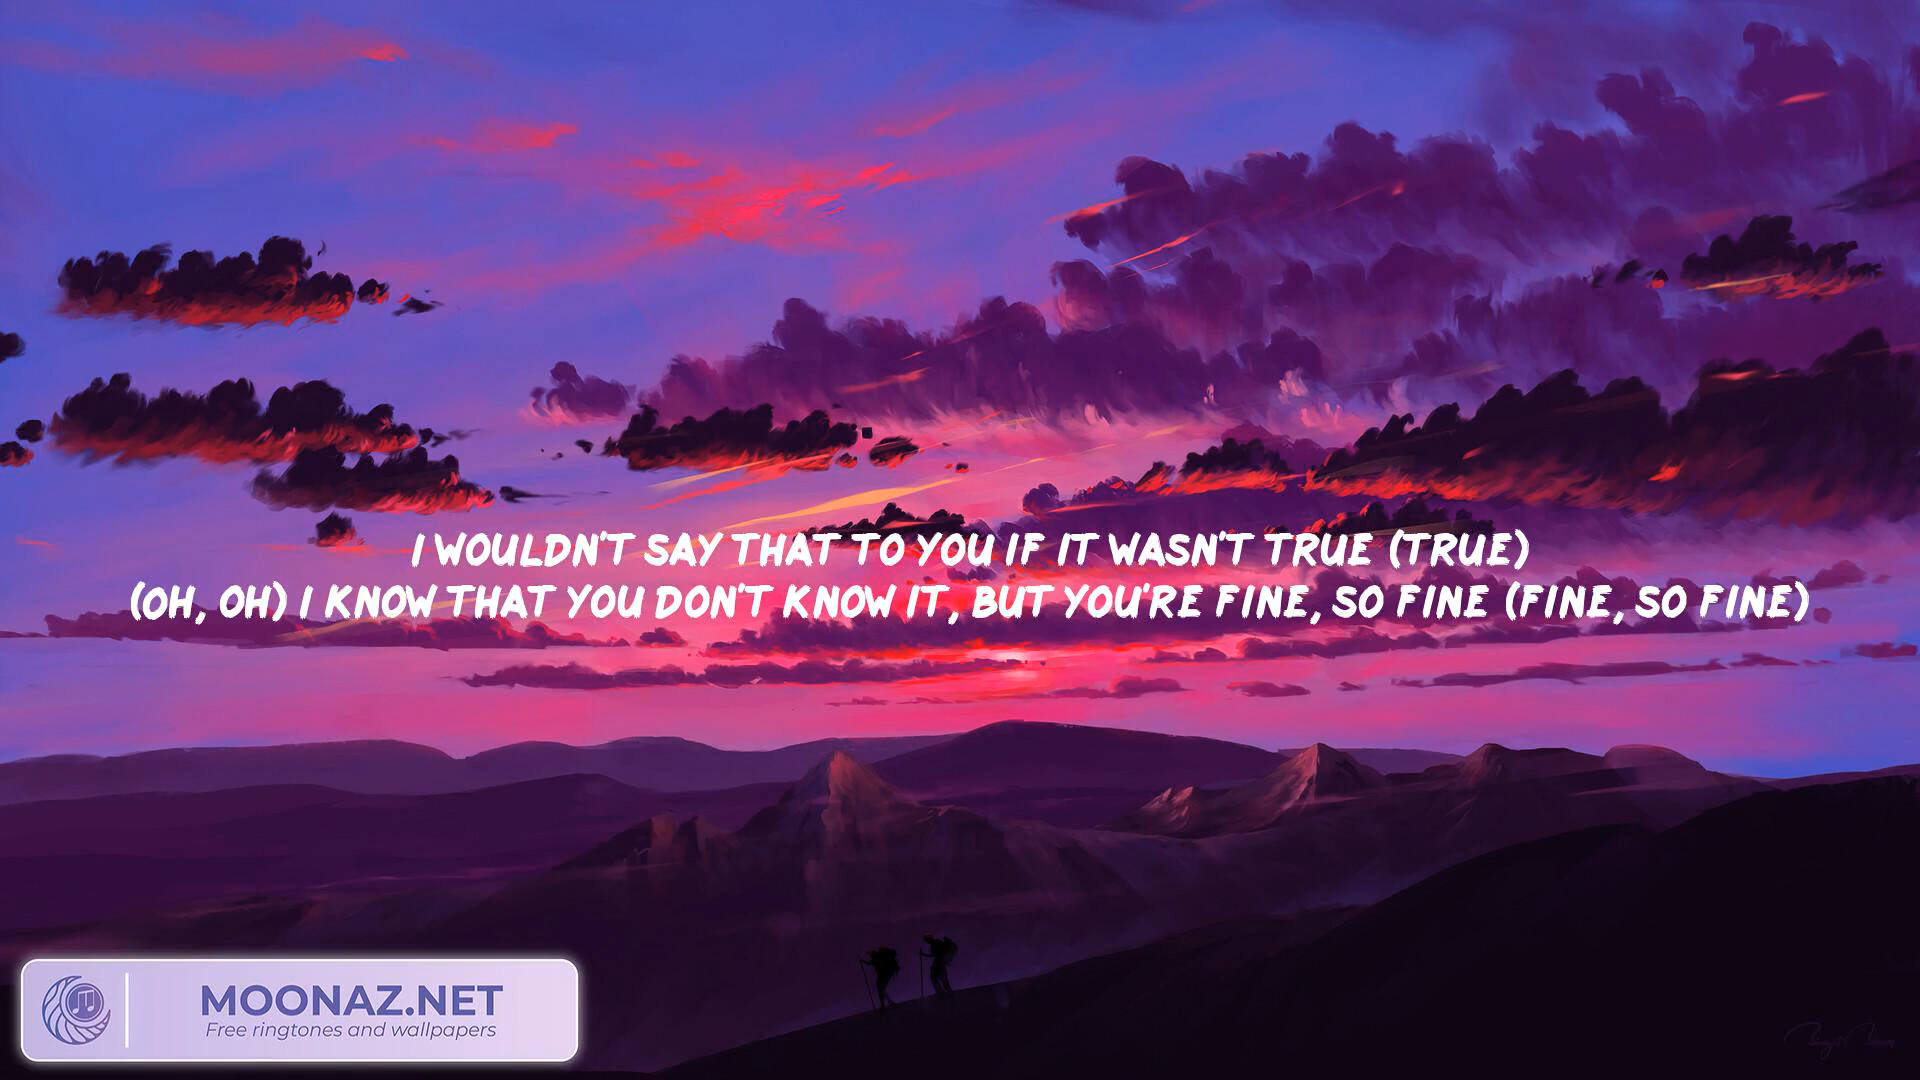 I WOULDN'T SAY THAT TO YOU IF IT WASN'T TRUE (TRUE)
(OH, OH) I KNOW THAT YOU DON'T KNOW IT, BUT YOU'RE FINE, SO FINE (FINE, SO FINE)
MOONAZ.NET
Free ringtones and wallpapers